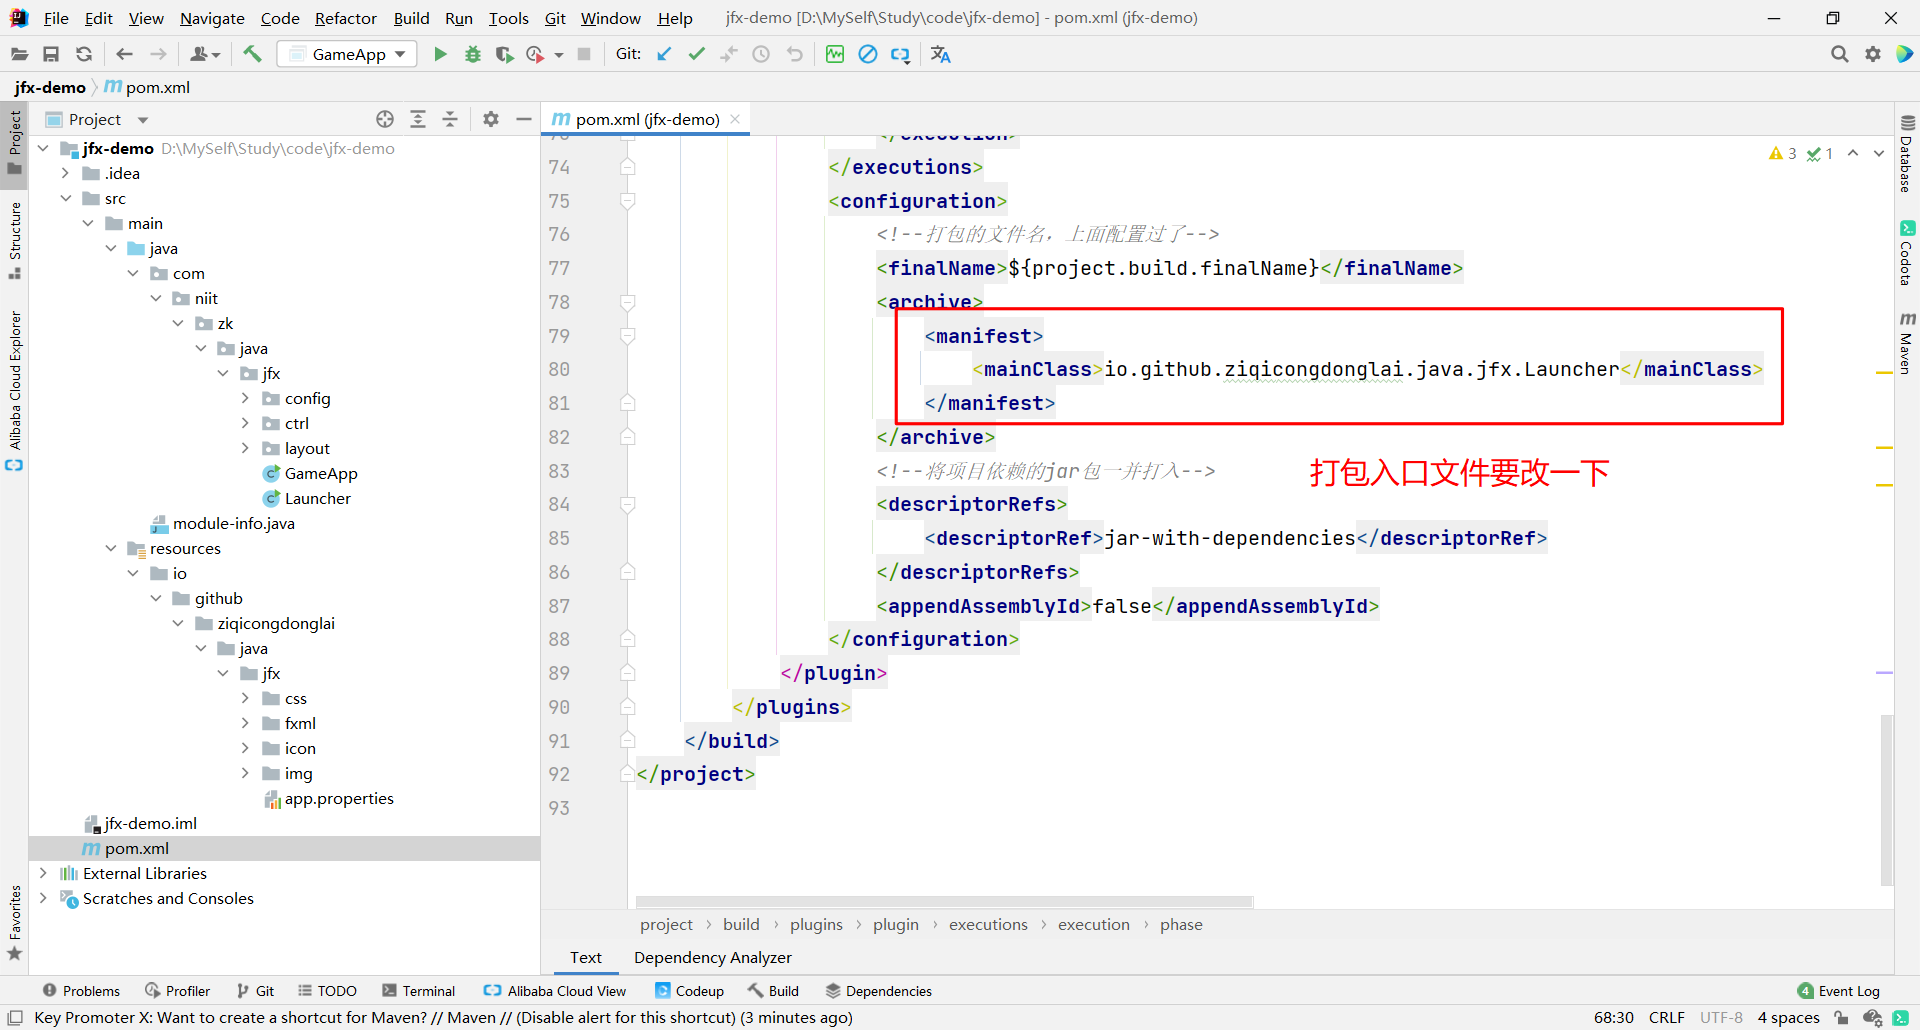 File Edit View Navigate Code Refactor Build Run Tools Git Window Help jfx-demo [D:\MySelf\Study\code\jfx-demo] - pom.xml (jfx-demo)
GameApp Git:
jfx-demo pom.xml
Project
pom.xml (jfx-demo)
Project
Structure
Alibaba Cloud Explorer
Favorites
jfx-demo D:\MySelf\Study\code\jfx-demo
.idea
src
main
java
com
niit
zk
java
jfx
config
ctrl
layout
GameApp
Launcher
module-info.java
resources
io
github
ziqicongdonglai
java
jfx
css
fxml
icon
img
app.properties
jfx-demo.iml
pom.xml
External Libraries
Scratches and Consoles
3 1
73 </execution>
74 </executions>
75 <configuration>
76 <!--打包的文件名，上面配置过了-->
77 <finalName>${project.build.finalName}</finalName>
78 <archive>
79 <manifest>
80 <mainClass>io.github.ziqicongdonglai.java.jfx.Launcher</mainClass>
81 </manifest>
82 </archive>
83 <!--将项目依赖的jar包一并打入-->
打包入口文件要改一下
84 <descriptorRefs>
85 <descriptorRef>jar-with-dependencies</descriptorRef>
86 </descriptorRefs>
87 <appendAssemblyId>false</appendAssemblyId>
88 </configuration>
89 </plugin>
90 </plugins>
91 </build>
92 </project>
93
Database
Codota
Maven
project › build › plugins › plugin › executions › execution › phase
Text Dependency Analyzer
Problems Profiler Git TODO Terminal Alibaba Cloud View Codeup Build Dependencies 4 Event Log
Key Promoter X: Want to create a shortcut for Maven? // Maven // (Disable alert for this shortcut) (3 minutes ago) 68:30 CRLF UTF-8 4 spaces